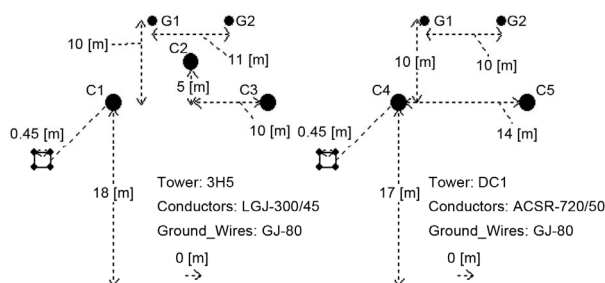 G1
G2
10 [m]
C2
11 [m]
C1
5 [m]
C3
10 [m]
0.45 [m]
18 [m]
Tower: 3H5
Conductors: LGJ-300/45
Ground_Wires: GJ-80
0 [m]
G1
G2
10 [m]
10 [m]
C4
C5
14 [m]
0.45 [m]
17 [m]
Tower: DC1
Conductors: ACSR-720/50
Ground_Wires: GJ-80
0 [m]